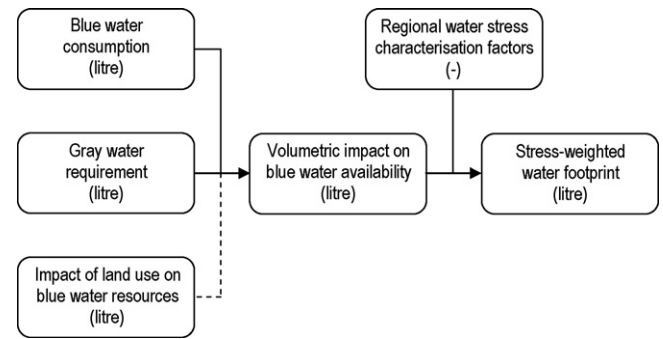 Blue water
consumption
(litre)
Regional water stress
characterisation factors
(-)
Gray water
requirement
(litre)
Volumetric impact on
blue water availability
(litre)
Stress-weighted
water footprint
(litre)
Impact of land use on
blue water resources
(litre)